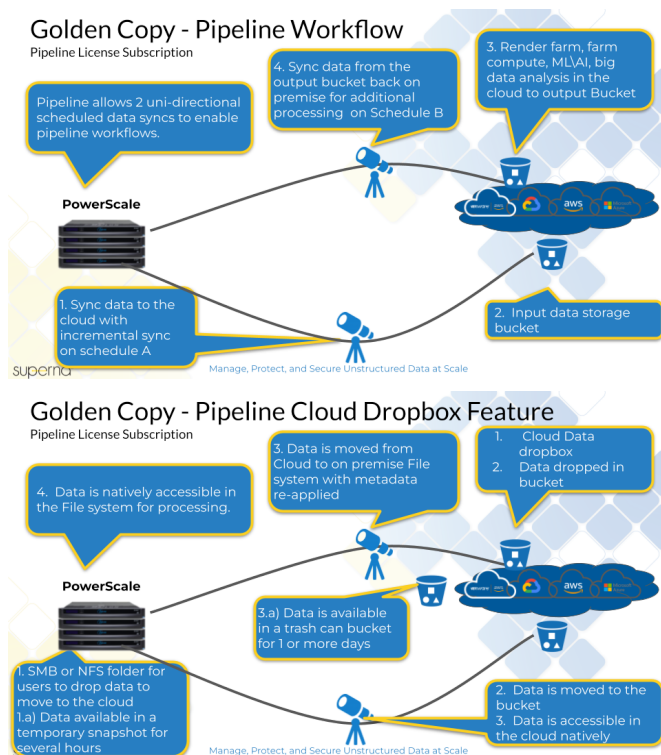 Golden Copy - Pipeline Workflow
Pipeline License Subscription
Pipeline allows 2 uni-directional
scheduled data syncs to enable
pipeline workflows.
4. Sync data from the
output bucket back on
premise for additional
processing on Schedule B
3. Render farm, farm
compute, ML\AI, big
data analysis in the
cloud to output Bucket
PowerScale
aws
1. Sync data to the
cloud with
incremental sync
on schedule A
2. Input data storage
bucket
superna
Manage, Protect, and Secure Unstructured Data at Scale
Golden Copy - Pipeline Cloud Dropbox Feature
Pipeline License Subscription
4. Data is natively accessible in
the File system for processing.
3. Data is moved from
Cloud to on premise File
system with metadata
re-applied
1. Cloud Data
dropbox
2. Data dropped in
bucket
PowerScale
aws
3.a) Data is available
in a trash can bucket
for 1 or more days
1. SMB or NFS folder for
users to drop data to
move to the cloud
1.a) Data available in a
temporary snapshot for
several hours
2. Data is moved to the
bucket
3. Data is accessible in
the cloud natively
Manage, Protect, and Secure Unstructured Data at Scale